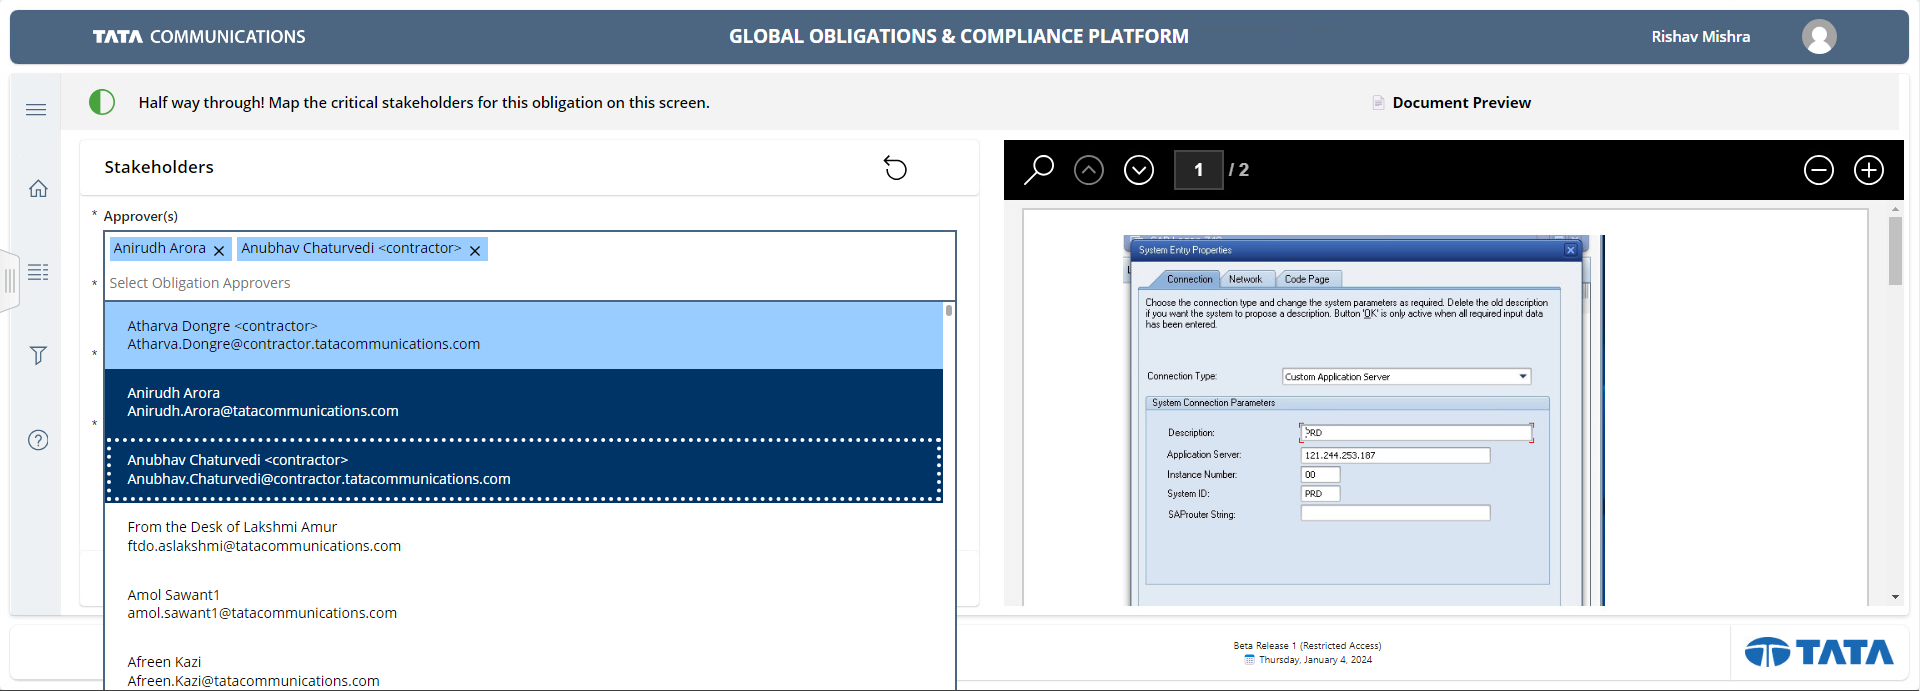 TATA COMMUNICATIONS
GLOBAL OBLIGATIONS & COMPLIANCE PLATFORM
Rishav Mishra
Half way through! Map the critical stakeholders for this obligation on this screen.
Document Preview
Stakeholders
* Approver(s)
Anirudh Arora
Anubhav Chaturvedi <contractor>
* Select Obligation Approvers
Atharva Dongre <contractor>
Atharva.Dongre@contractor.tatacommunications.com
*
Anirudh Arora
Anirudh.Arora@tatacommunications.com
*
Anubhav Chaturvedi <contractor>
Anubhav.Chaturvedi@contractor.tatacommunications.com
From the Desk of Lakshmi Amur
ftdo.aslakshmi@tatacommunications.com
Amol Sawant1
amol.sawant1@tatacommunications.com
Afreen Kazi
Afreen.Kazi@tatacommunications.com
1 / 2
System Entry Properties
Connection
Network
Code Page
Choose the connection type and change the system parameters as required. Delete the old description
if you want the system to propose a description. Button 'OK' is only active when all required input data
has been entered.
Connection Type:
Custom Application Server
System Connection Parameters
Description:
PRD
Application Server:
121.244.253.187
Instance Number:
00
System ID:
PRD
SAProuter String:
Beta Release 1 (Restricted Access)
Thursday, January 4, 2024
TATA